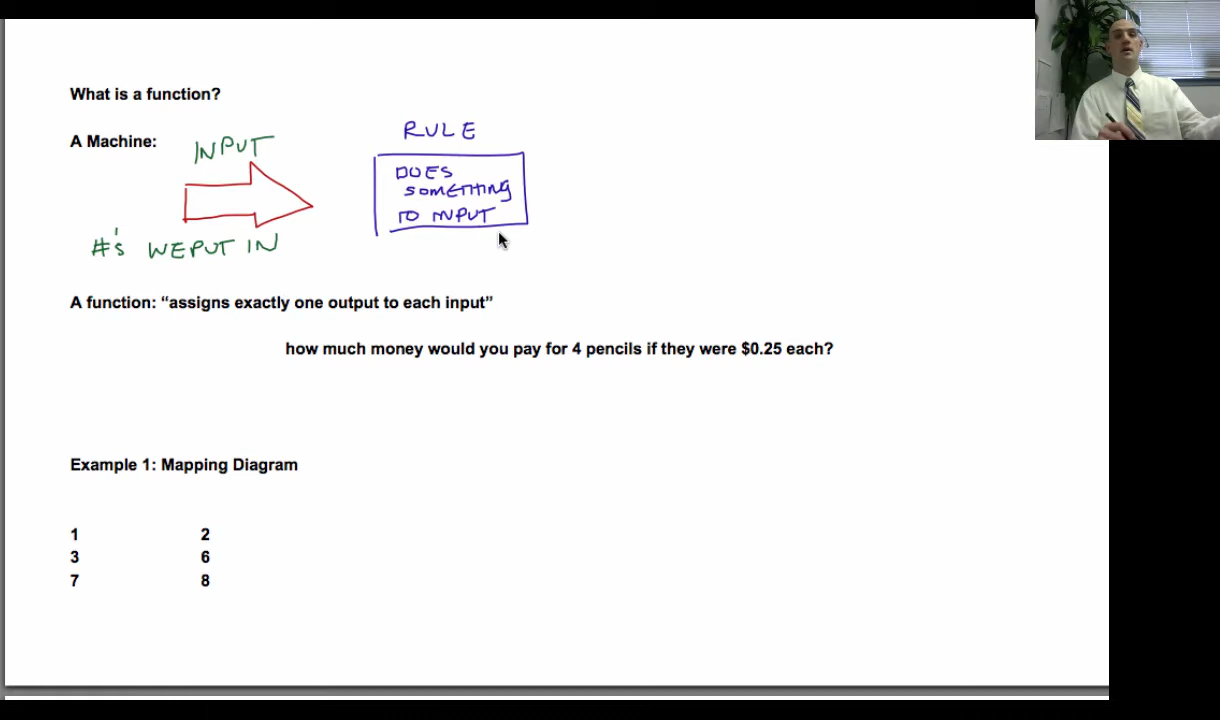 What is a function?
RULE
A Machine:
INPUT
DOES
SOMETHING
TO INPUT
#'s WE PUT IN
A function: “assigns exactly one output to each input”
how much money would you pay for 4 pencils if they were $0.25 each?
Example 1: Mapping Diagram
1 2
3 6
7 8